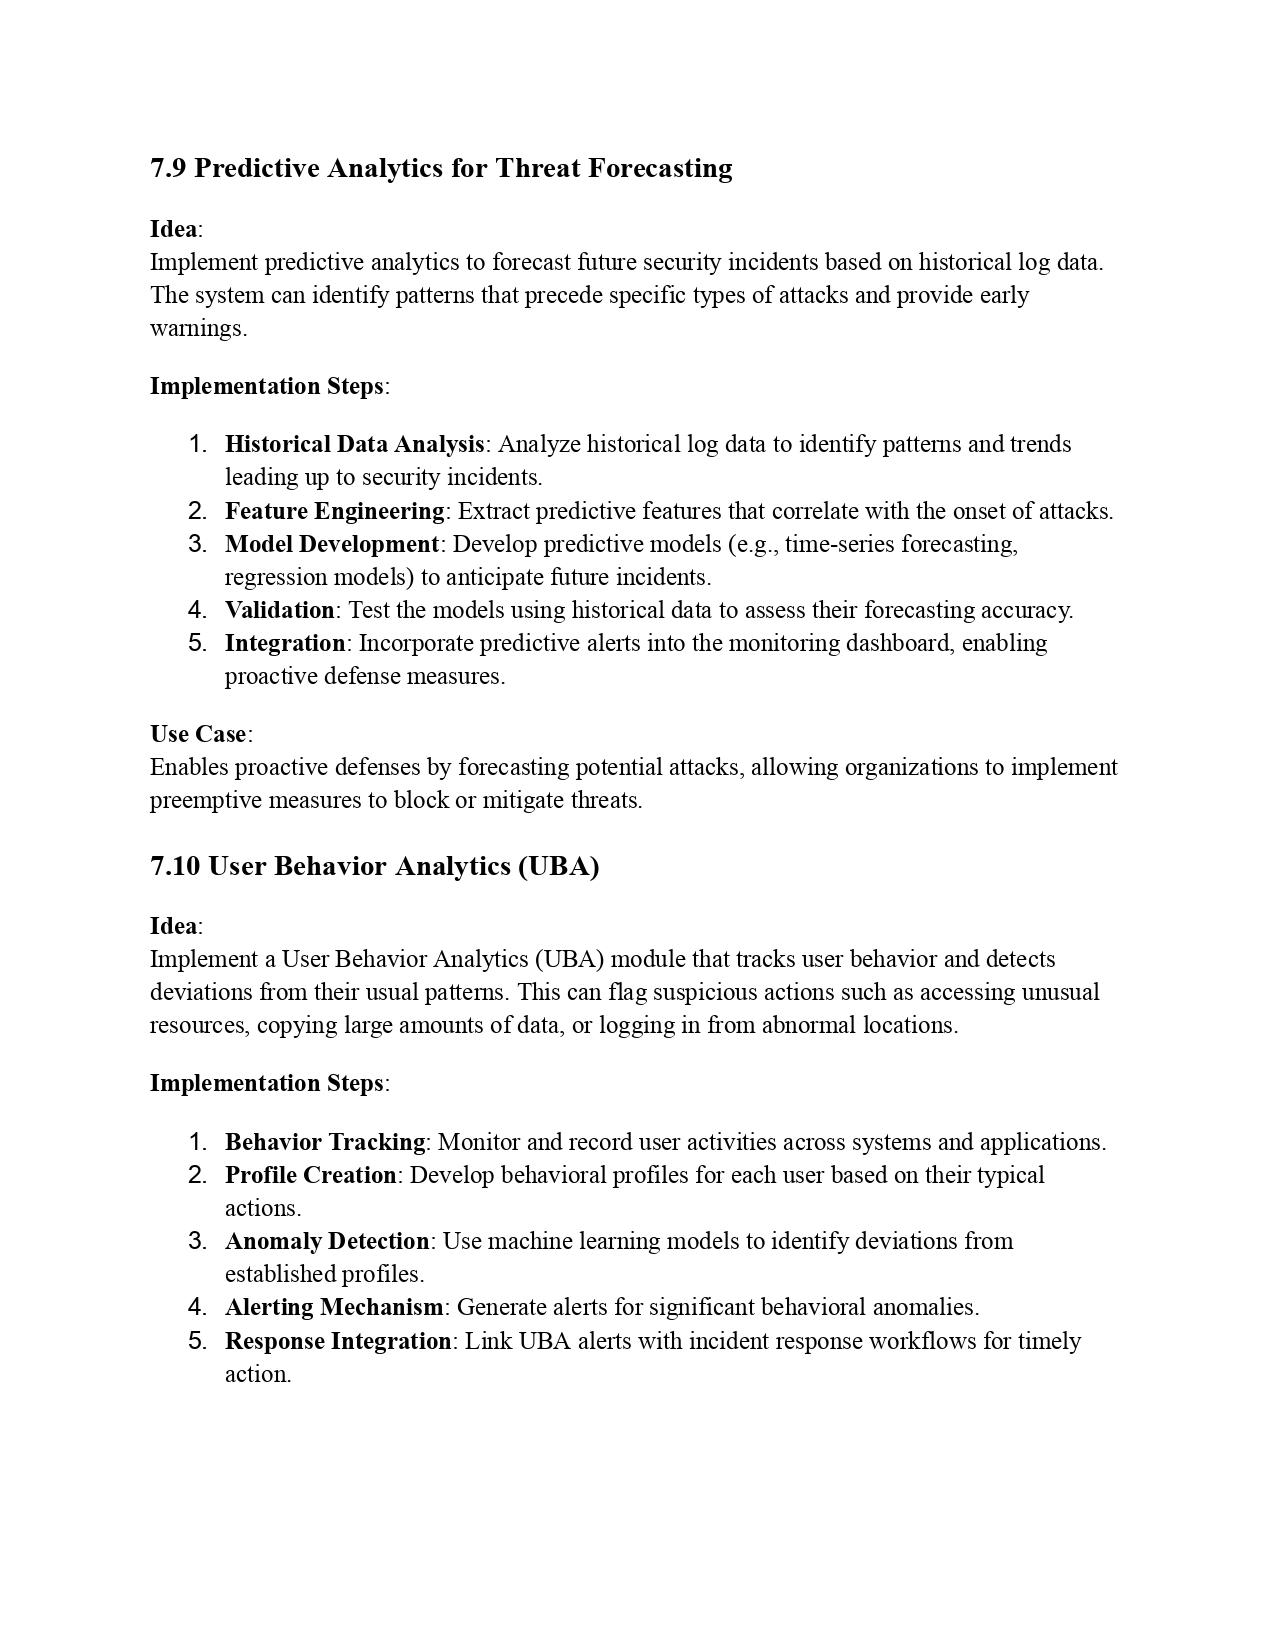 7.9 Predictive Analytics for Threat Forecasting
Idea:
Implement predictive analytics to forecast future security incidents based on historical log data.
The system can identify patterns that precede specific types of attacks and provide early
warnings.
Implementation Steps:
1. Historical Data Analysis: Analyze historical log data to identify patterns and trends
leading up to security incidents.
2. Feature Engineering: Extract predictive features that correlate with the onset of attacks.
3. Model Development: Develop predictive models (e.g., time-series forecasting,
regression models) to anticipate future incidents.
4. Validation: Test the models using historical data to assess their forecasting accuracy.
5. Integration: Incorporate predictive alerts into the monitoring dashboard, enabling
proactive defense measures.
Use Case:
Enables proactive defenses by forecasting potential attacks, allowing organizations to implement
preemptive measures to block or mitigate threats.
7.10 User Behavior Analytics (UBA)
Idea:
Implement a User Behavior Analytics (UBA) module that tracks user behavior and detects
deviations from their usual patterns. This can flag suspicious actions such as accessing unusual
resources, copying large amounts of data, or logging in from abnormal locations.
Implementation Steps:
1. Behavior Tracking: Monitor and record user activities across systems and applications.
2. Profile Creation: Develop behavioral profiles for each user based on their typical
actions.
3. Anomaly Detection: Use machine learning models to identify deviations from
established profiles.
4. Alerting Mechanism: Generate alerts for significant behavioral anomalies.
5. Response Integration: Link UBA alerts with incident response workflows for timely
action.